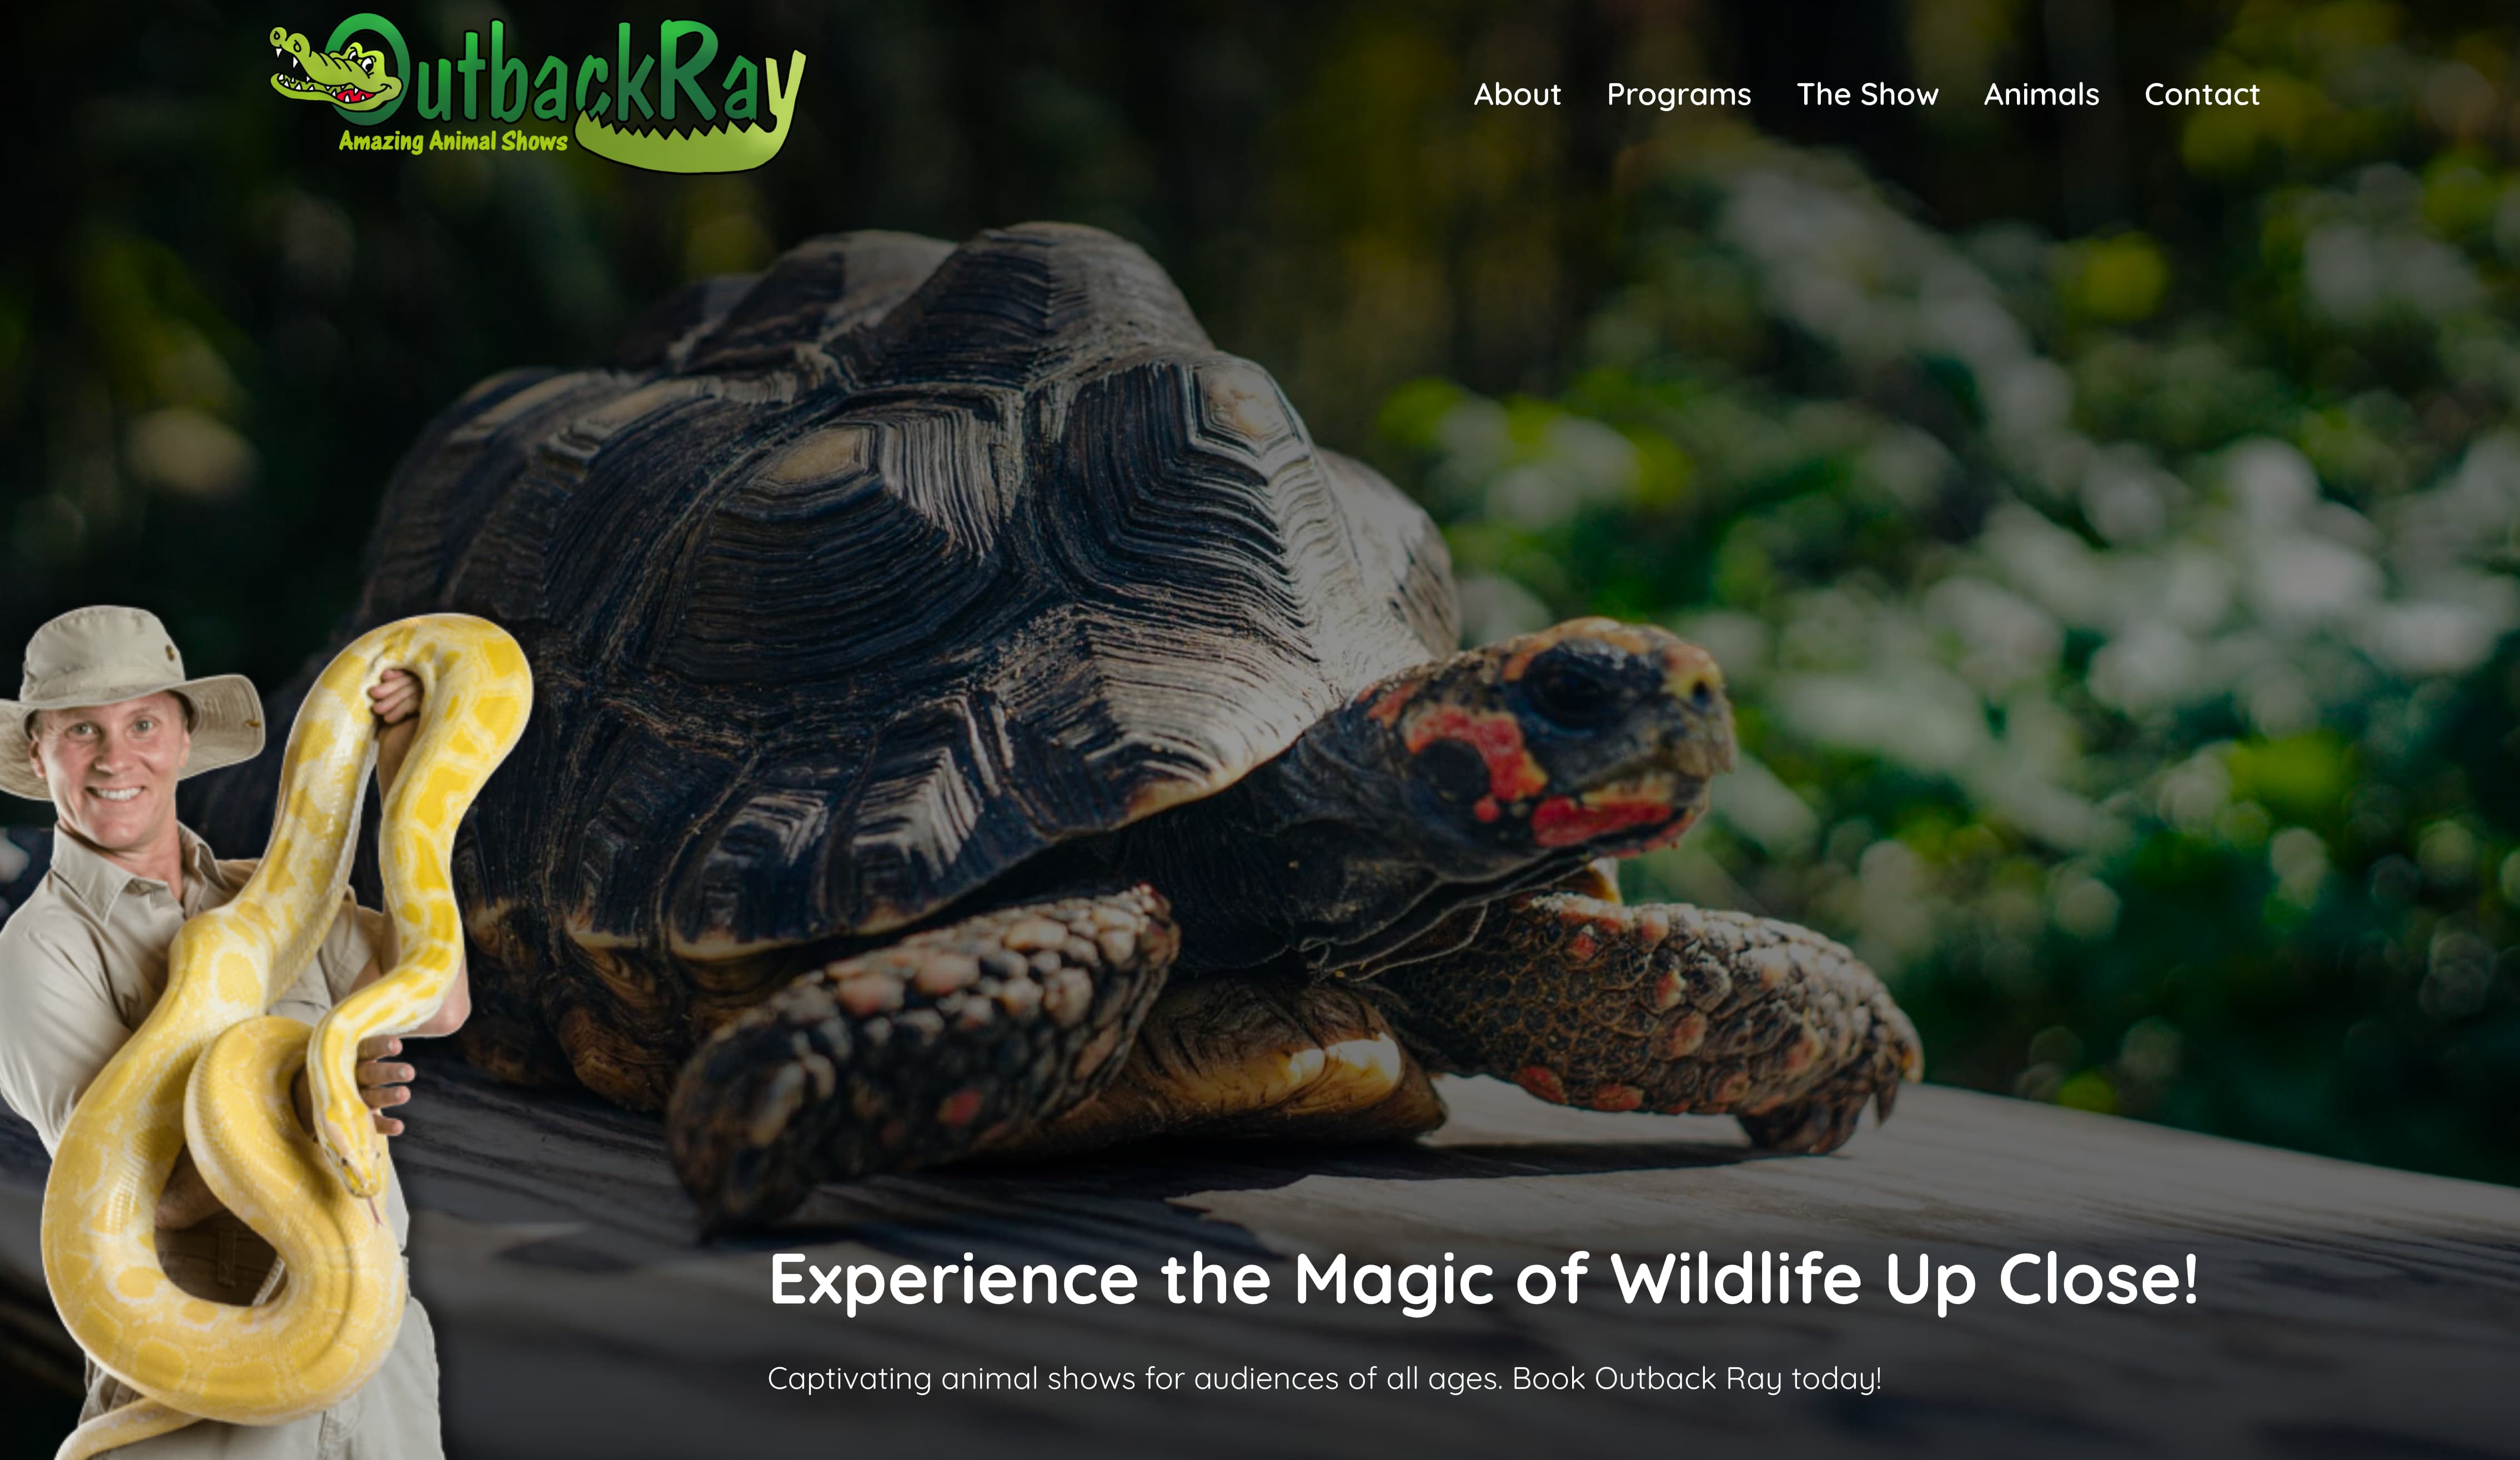 OutbackRay
Amazing Animal Shows
About Programs The Show Animals Contact
Experience the Magic of Wildlife Up Close!
Captivating animal shows for audiences of all ages. Book Outback Ray today!